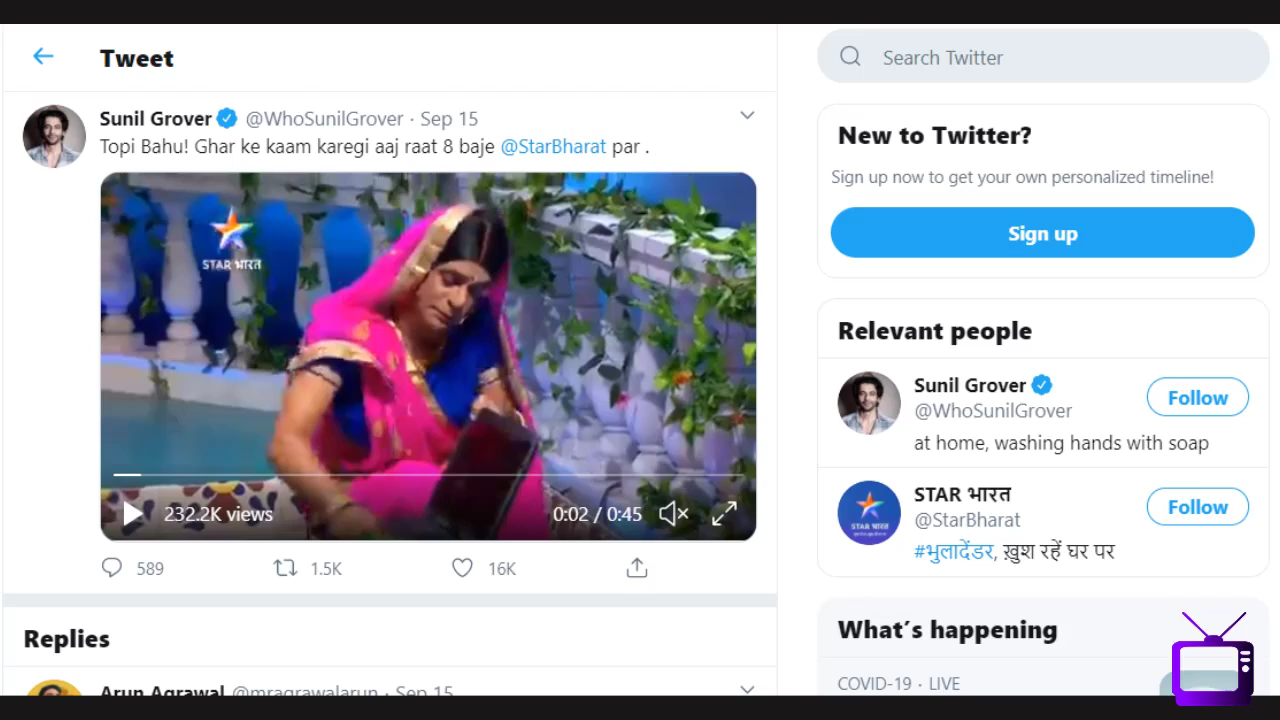 Tweet
Sunil Grover @WhoSunilGrover · Sep 15
Topi Bahu! Ghar ke kaam karegi aaj raat 8 baje @StarBharat par .
STAR भारत
232.2K views
0:02 / 0:45
589
1.5K
16K
Replies
Arun Agrawal @mragrawalarun · Sep 15
Search Twitter
New to Twitter?
Sign up now to get your own personalized timeline!
Sign up
Relevant people
Sunil Grover
@WhoSunilGrover
Follow
at home, washing hands with soap
STAR भारत
STAR भारत
@StarBharat
Follow
#भुलादेंडर, ख़ुश रहें घर पर
What's happening
COVID-19 · LIVE